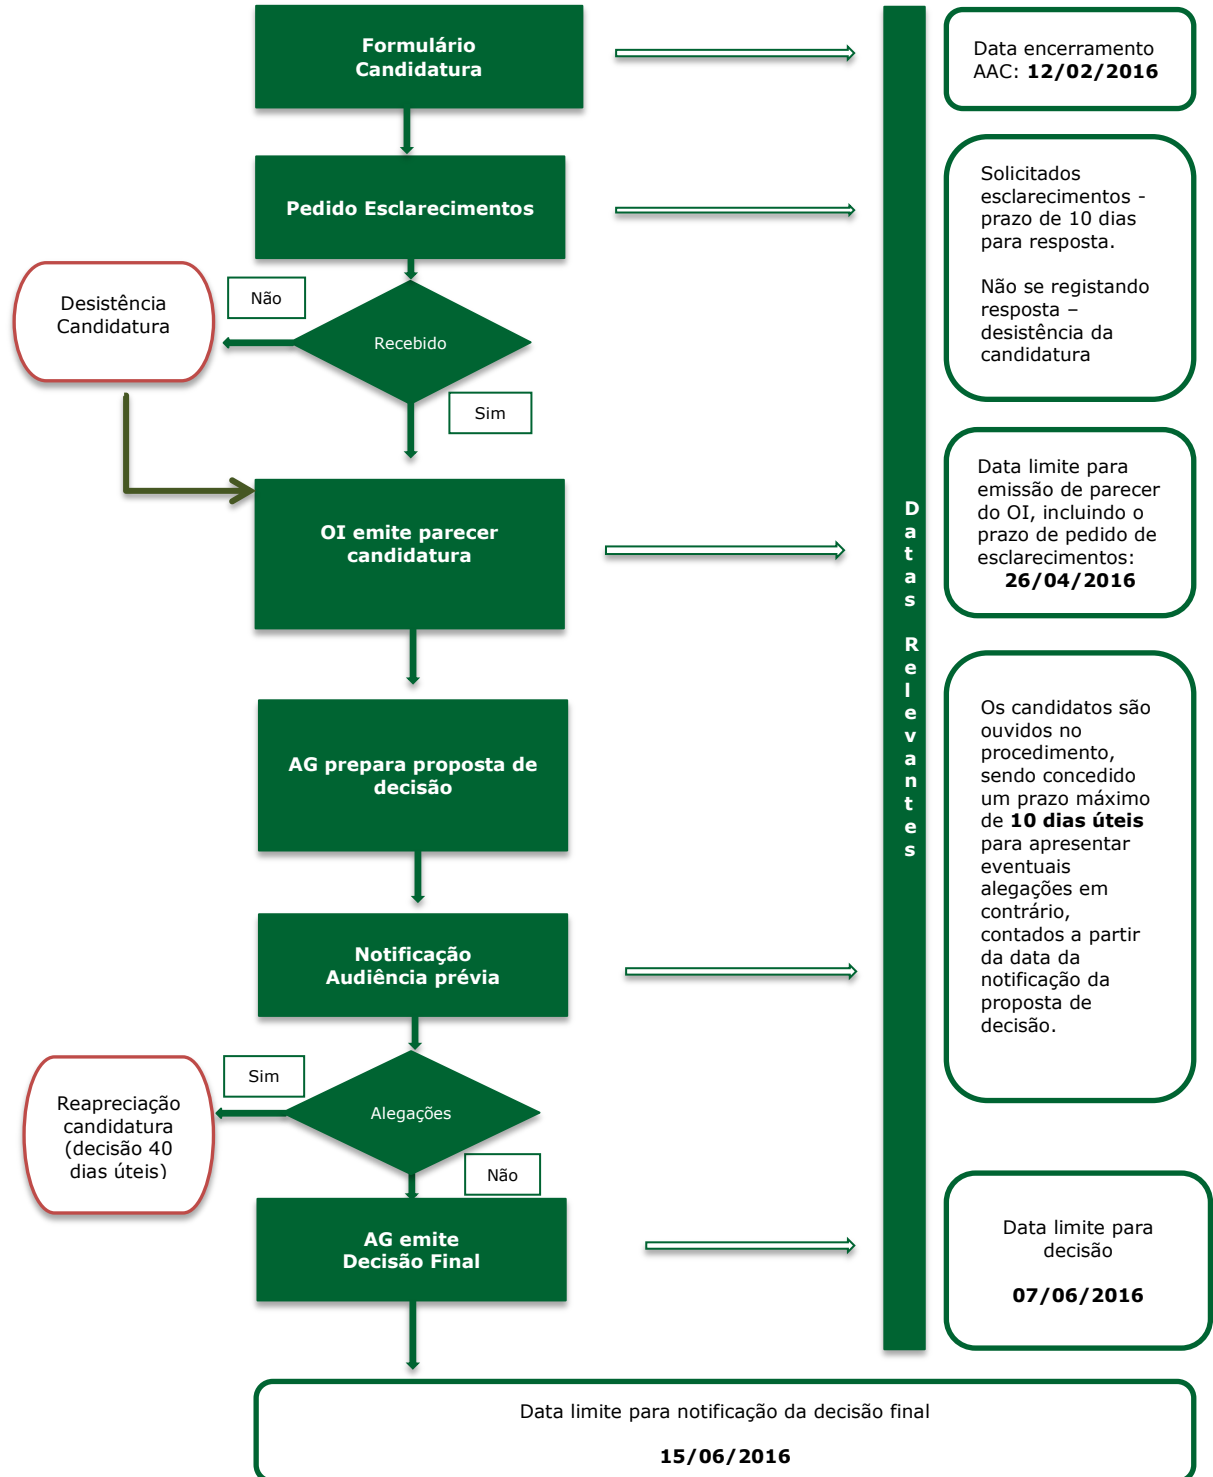 Formulário
Candidatura
Data encerramento
AAC: 12/02/2016
Pedido Esclarecimentos
Solicitados
esclarecimentos -
prazo de 10 dias
para resposta.
Não se registando
resposta –
desistência da
candidatura
Desistência
Candidatura
Não
Recebido
Sim
OI emite parecer
candidatura
Data limite para
emissão de parecer
do OI, incluindo o
prazo de pedido de
esclarecimentos:
26/04/2016
Datas Relevantes
AG prepara proposta de
decisão
Os candidatos são
ouvidos no
procedimento,
sendo concedido
um prazo máximo
de 10 dias úteis
para apresentar
eventuais
alegações em
contrário,
contados a partir
da data da
notificação da
proposta de
decisão.
Notificação
Audiência prévia
Sim
Reapreciação
candidatura
(decisão 40
dias úteis)
Alegações
Não
AG emite
Decisão Final
Data limite para
decisão
07/06/2016
Data limite para notificação da decisão final
15/06/2016